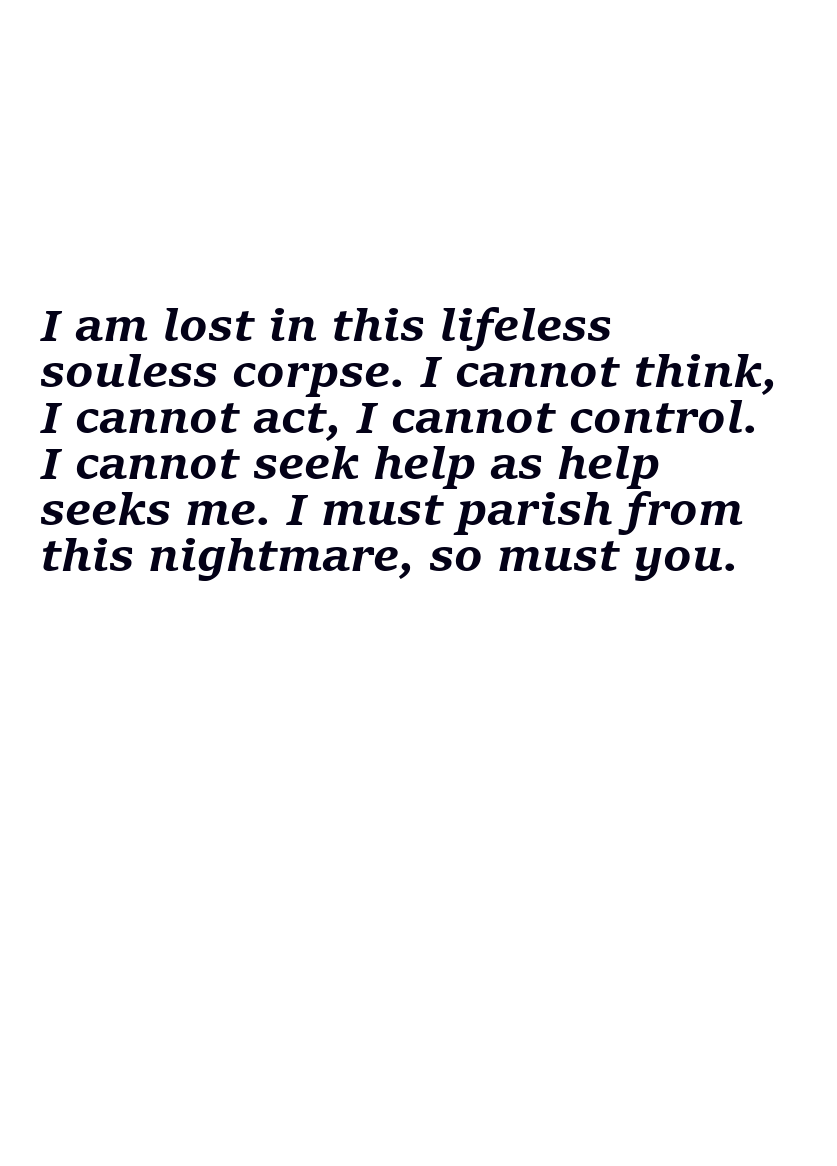 I am lost in this lifeless
souless corpse. I cannot think,
I cannot act, I cannot control.
I cannot seek help as help
seeks me. I must parish from
this nightmare, so must you.